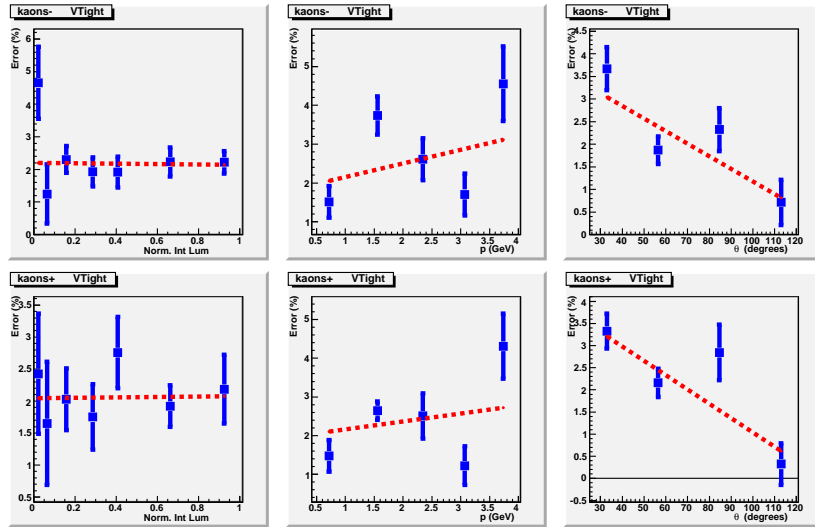 kaons- VTight
Error (%)
6
5
4
3
2
1
0
0 0.2 0.4 0.6 0.8 1
Norm. Int Lum
kaons- VTight
Error (%)
5
4
3
2
1
0.5 1 1.5 2 2.5 3 3.5 4
p (GeV)
kaons- VTight
Error (%)
4.5
4
3.5
3
2.5
2
1.5
1
0.5
0
30 40 50 60 70 80 90 100 110 120
θ (degrees)
kaons+ VTight
Error (%)
3.5
3
2.5
2
1.5
1
0.5
0 0.2 0.4 0.6 0.8 1
Norm. Int Lum
kaons+ VTight
Error (%)
5
4
3
2
1
0.5 1 1.5 2 2.5 3 3.5 4
p (GeV)
kaons+ VTight
Error (%)
4
3.5
3
2.5
2
1.5
1
0.5
0
-0.5
30 40 50 60 70 80 90 100 110 120
θ (degrees)